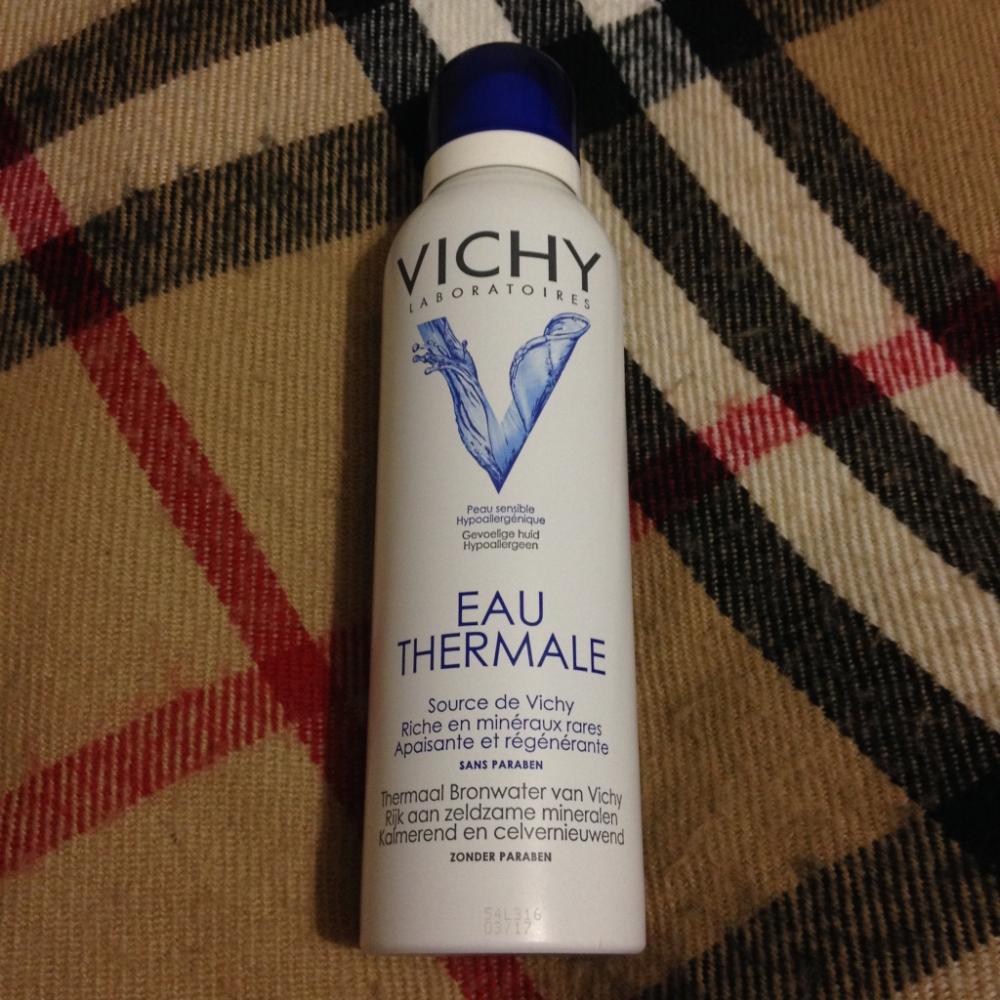 VICHY
LABORATOIRES
Peau sensible
Hypoallergénique
Gevoelige huid
Hypoallergeen
EAU
THERMALE
Source de Vichy
Riche en minéraux rares
Apaisante et régénérante
SANS PARABEN
Thermaal Bronwater van Vichy
Rijk aan zeldzame mineralen
Kalmerend en celvernieuwend
ZONDER PARABEN
54L316
03/17